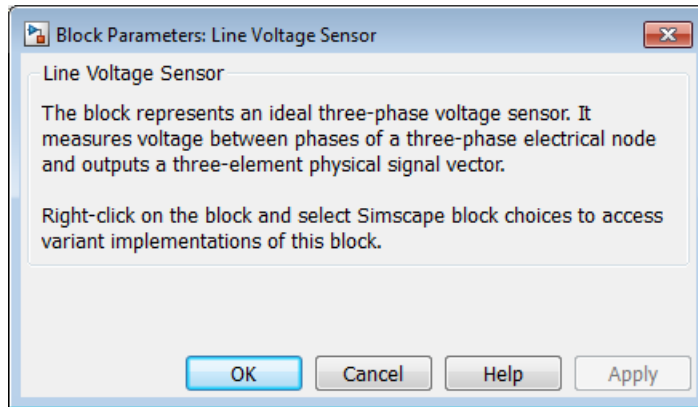 Block Parameters: Line Voltage Sensor
Line Voltage Sensor
The block represents an ideal three-phase voltage sensor. It
measures voltage between phases of a three-phase electrical node
and outputs a three-element physical signal vector.
Right-click on the block and select Simscape block choices to access
variant implementations of this block.
OK Cancel Help Apply